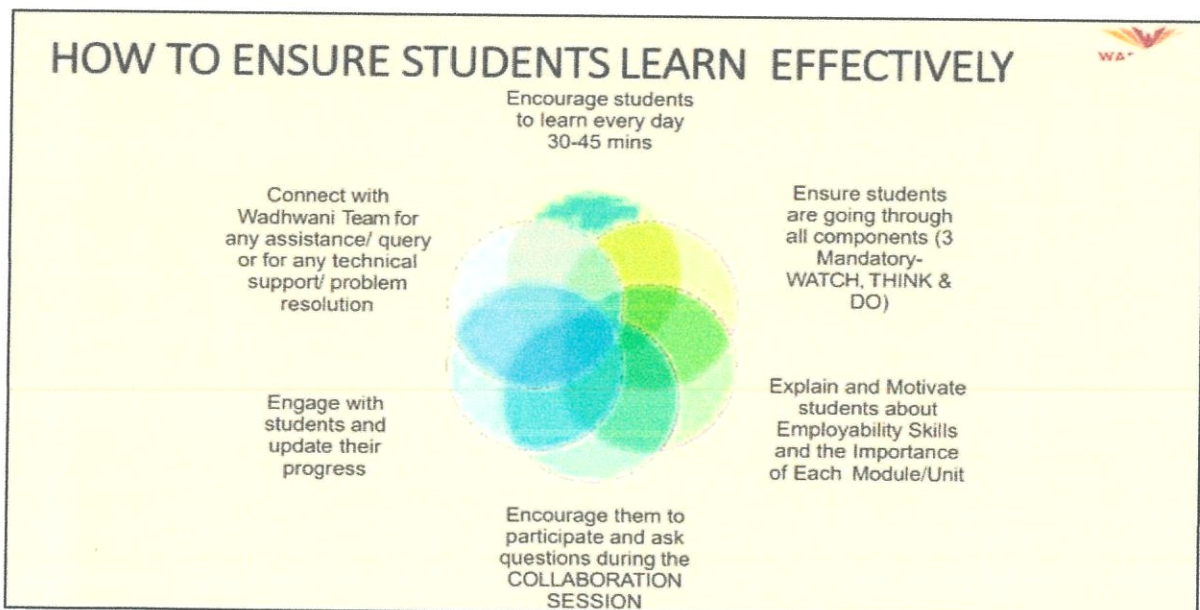 HOW TO ENSURE STUDENTS LEARN EFFECTIVELY
WA
Encourage students
to learn every day
30-45 mins
Ensure students
are going through
all components (3
Mandatory-
WATCH, THINK &
DO)
Explain and Motivate
students about
Employability Skills
and the Importance
of Each Module/Unit
Encourage them to
participate and ask
questions during the
COLLABORATION
SESSION
Engage with
students and
update their
progress
Connect with
Wadhwani Team for
any assistance/ query
or for any technical
support/ problem
resolution